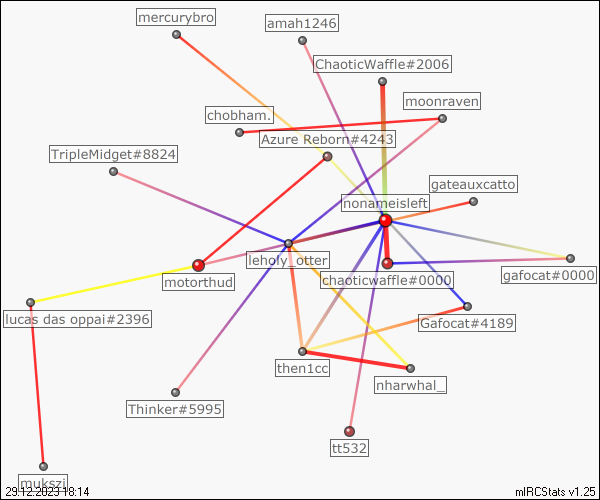 mercurybro
amah1246
ChaoticWaffle#2006
moonraven
chobham.
Azure Reborn#4243
TripleMidget#8824
gateauxcatto
nonameisleft
leholy_otter
gafocat#0000
motorthud
chaoticwaffle#0000
lucas das oppai#2396
Gafocat#4189
then1cc
nharwhal_
Thinker#5995
tt532
mukszi
29.12.2023 18:14
mIRCStats v1.25